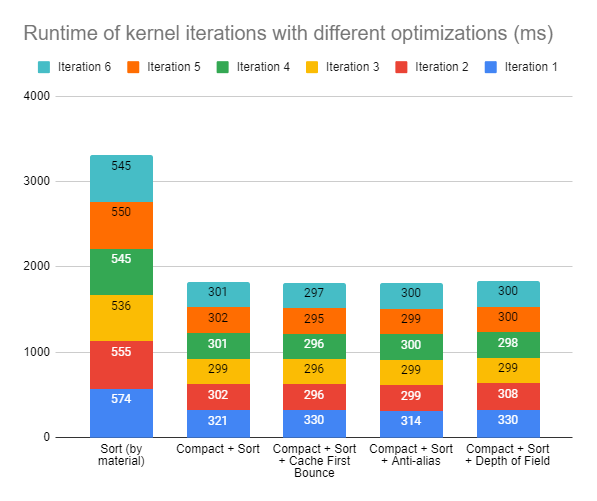 Runtime of kernel iterations with different optimizations (ms)
Iteration 6 Iteration 5 Iteration 4 Iteration 3 Iteration 2 Iteration 1
4000
3000
2000
1000
0
545
550
545
536
555
574
301
302
301
299
302
321
297
295
296
296
296
330
300
299
300
299
299
314
300
300
298
299
308
330
Sort (by
material)
Compact + Sort
Compact + Sort
+ Cache First
Bounce
Compact + Sort
+ Anti-alias
Compact + Sort
+ Depth of Field